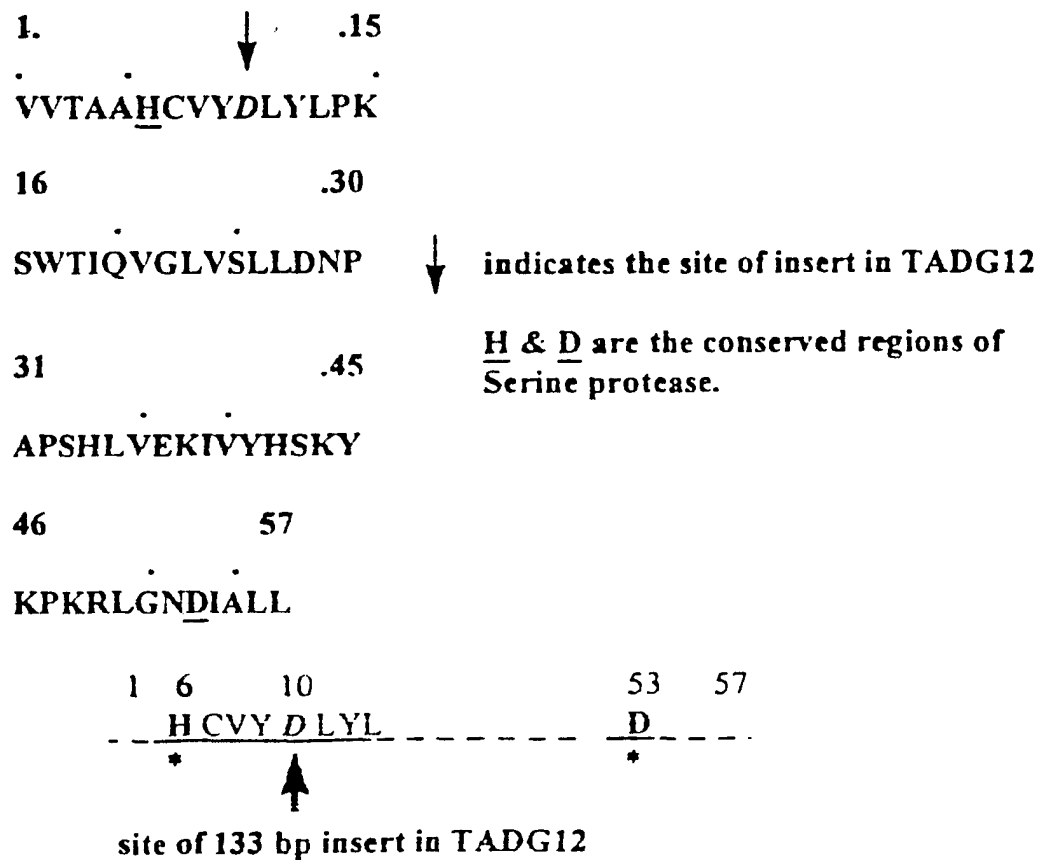 1. .15
VVTAAHCVYDLYLPK
16 .30
SWTIQVGLVSLLDNP
indicates the site of insert in TADG12
H & D are the conserved regions of
Serine protease.
31 .45
APSHLVEKIVYHSKY
46 57
KPKRLGNDIALL
1 6 10 53 57
H CVY D LYL D
* *
site of 133 bp insert in TADG12